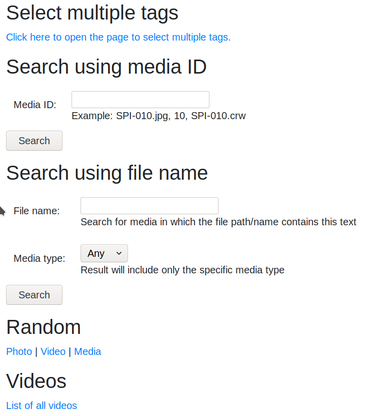 Select multiple tags
Click here to open the page to select multiple tags.
Search using media ID
Media ID:
Example: SPI-010.jpg, 10, SPI-010.crw
Search
Search using file name
File name:
Search for media in which the file path/name contains this text
Media type: Any
Result will include only the specific media type
Search
Random
Photo | Video | Media
Videos
List of all videos